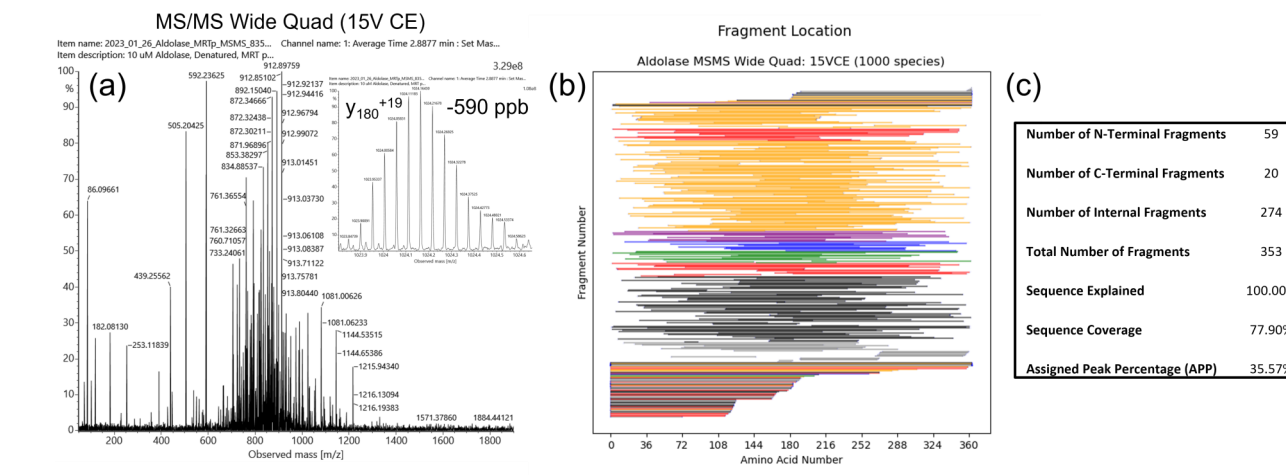 MS/MS Wide Quad (15V CE)
Item name: 2023_01_26_Aldolase_MRTp_MSMS_835... Channel name: 1: Average Time 2.8877 min : Set Mas...
Item description: 10 uM Aldolase, Denatured, MRT p...
3.29e8
(a)
100
%
90
80
70
60
50
40
30
20
10
0
86.09661
182.08130
253.11839
439.25562
505.20425
592.23625
912.89759
912.85102
892.15040
872.34666
872.32438
872.30211
871.96896
853.38297
834.88537
761.36554
761.32663
760.71057
733.24061
912.92137
912.94416
912.96794
912.99072
913.01451
913.03730
913.06108
913.08387
913.71122
913.75781
913.80440
1081.00626
1081.06233
1144.53515
1144.65386
1215.94340
1216.13094
1216.19383
1571.37860
1884.44121
200 400 600 800 1000 1200 1400 1600 1800
Observed mass [m/z]
y180+19
-590 ppb
Observed mass [m/z]
(b)
Fragment Location
Aldolase MSMS Wide Quad: 15VCE (1000 species)
Fragment Number
0 36 72 108 144 180 216 252 288 324 360
Amino Acid Number
(c)
Number of N-Terminal Fragments 59
Number of C-Terminal Fragments 20
Number of Internal Fragments 274
Total Number of Fragments 353
Sequence Explained 100.00
Sequence Coverage 77.90%
Assigned Peak Percentage (APP) 35.57%